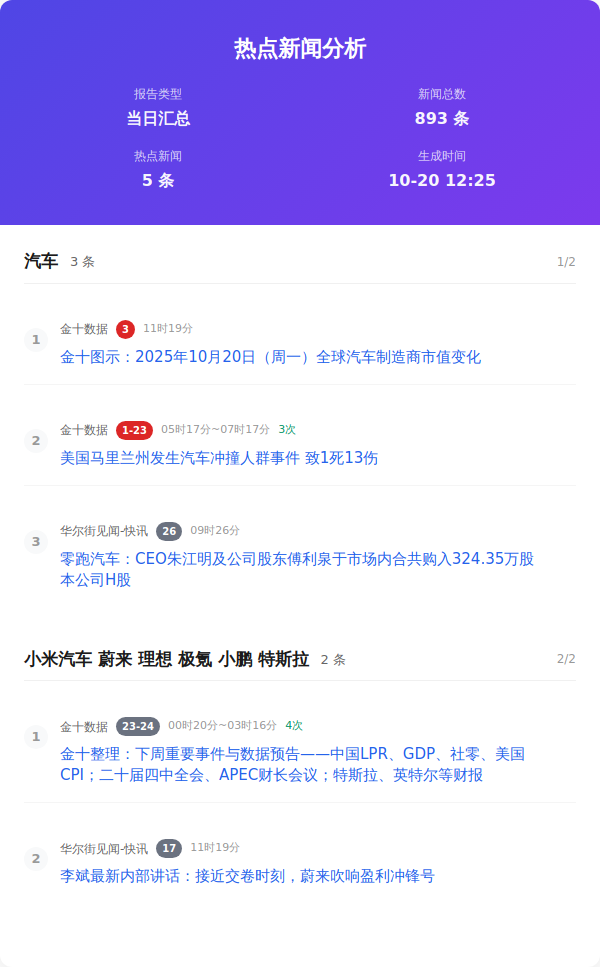 热点新闻分析
报告类型
新闻总数
当日汇总
893 条
热点新闻
生成时间
5 条
10-20 12:25
汽车 3 条 1/2
1
金十数据 3 11时19分
金十图示：2025年10月20日（周一）全球汽车制造商市值变化
2
金十数据 1-23 05时17分~07时17分 3次
美国马里兰州发生汽车冲撞人群事件 致1死13伤
3
华尔街见闻-快讯 26 09时26分
零跑汽车：CEO朱江明及公司股东傅利泉于市场内合共购入324.35万股
本公司H股
小米汽车 蔚来 理想 极氪 小鹏 特斯拉 2 条 2/2
1
金十数据 23-24 00时20分~03时16分 4次
金十整理：下周重要事件与数据预告——中国LPR、GDP、社零、美国
CPI；二十届四中全会、APEC财长会议；特斯拉、英特尔等财报
2
华尔街见闻-快讯 17 11时19分
李斌最新内部讲话：接近交卷时刻，蔚来吹响盈利冲锋号